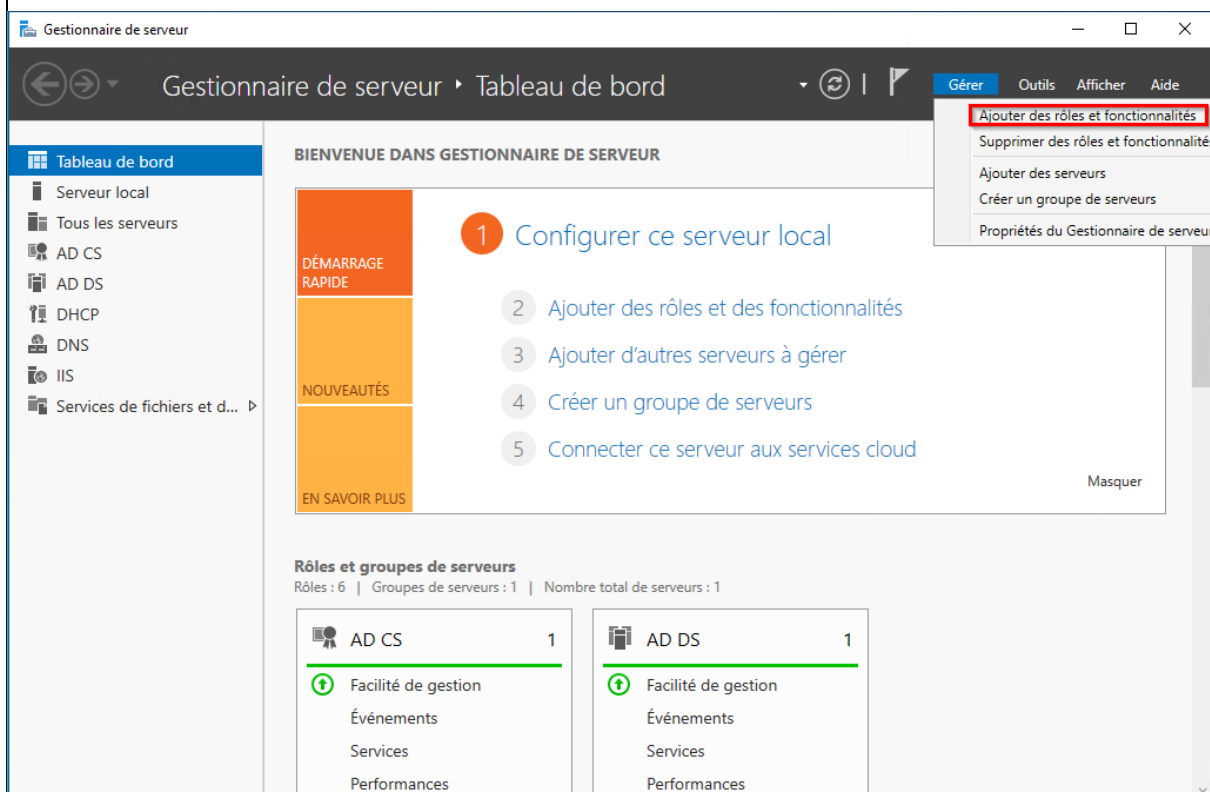 Gestionnaire de serveur
Gestionnaire de serveur ‣ Tableau de bord
Gérer Outils Afficher Aide
Ajouter des rôles et fonctionnalités
Supprimer des rôles et fonctionnalité
Ajouter des serveurs
Créer un groupe de serveurs
Propriétés du Gestionnaire de serveu
Tableau de bord
Serveur local
Tous les serveurs
AD CS
AD DS
DHCP
DNS
IIS
Services de fichiers et d...
BIENVENUE DANS GESTIONNAIRE DE SERVEUR
DÉMARRAGE
RAPIDE
NOUVEAUTÉS
EN SAVOIR PLUS
1 Configurer ce serveur local
2 Ajouter des rôles et des fonctionnalités
3 Ajouter d’autres serveurs à gérer
4 Créer un groupe de serveurs
5 Connecter ce serveur aux services cloud
Masquer
Rôles et groupes de serveurs
Rôles : 6 | Groupes de serveurs : 1 | Nombre total de serveurs : 1
AD CS 1
Facilité de gestion
Événements
Services
Performances
AD DS 1
Facilité de gestion
Événements
Services
Performances